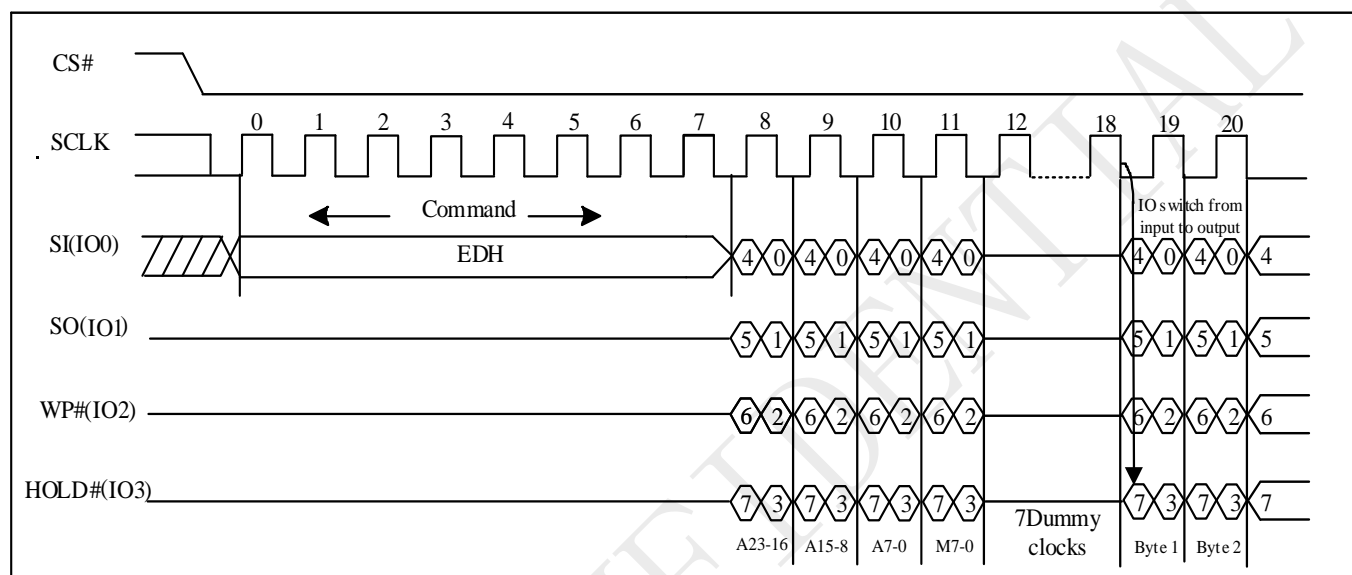 CS#
SCLK
0 1 2 3 4 5 6 7 8 9 10 11 12 18 19 20
Command
IO switch from
input to output
SI(IO0)
EDH
4 0 4 0 4 0 4 0 4 0 4 0 4
SO(IO1)
5 1 5 1 5 1 5 1 5 1 5 1 5
WP#(IO2)
6 2 6 2 6 2 6 2 6 2 6 2 6
HOLD#(IO3)
7 3 7 3 7 3 7 3 7 3 7 3 7
A23-16 A15-8 A7-0 M7-0
7Dummy
clocks
Byte 1 Byte 2